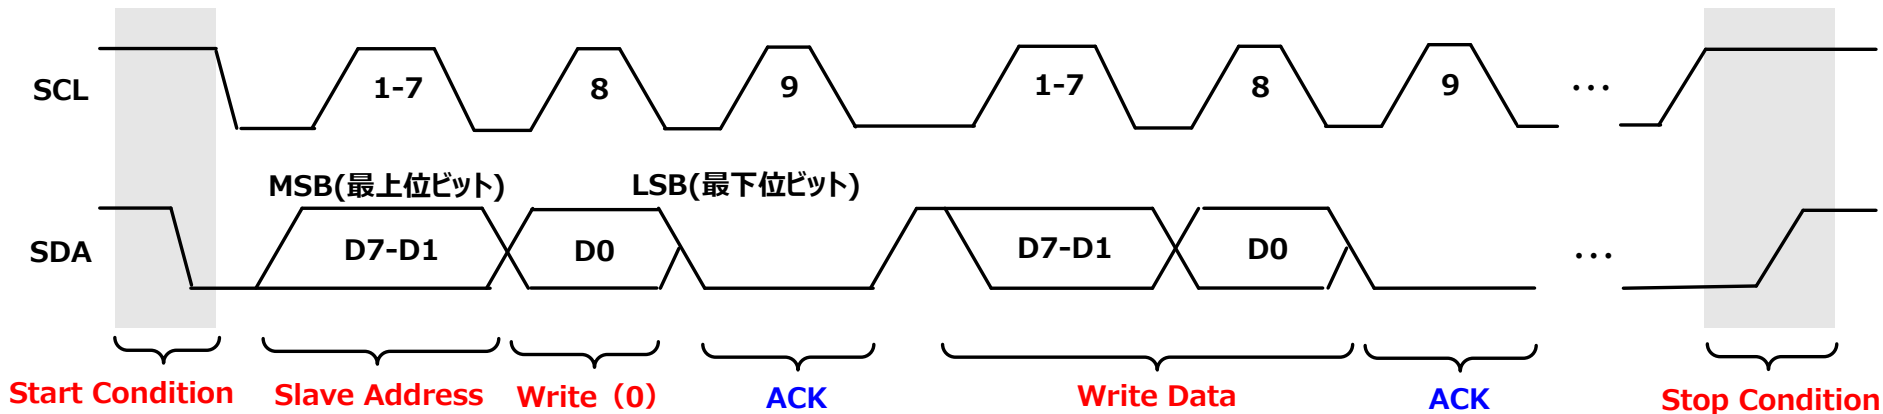 SCL
1-7
8
9
1-7
8
9
...
MSB(最上位ビット)
LSB(最下位ビット)
SDA
D7-D1
D0
D7-D1
D0
...
Start Condition
Slave Address
Write（0）
ACK
Write Data
ACK
Stop Condition